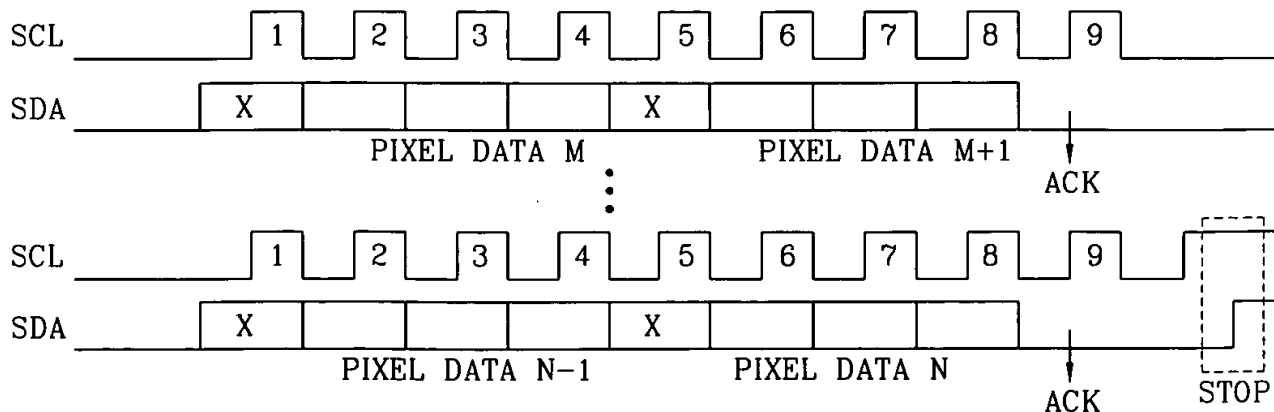 SCL 1 2 3 4 5 6 7 8 9
SDA X X
PIXEL DATA M PIXEL DATA M+1
ACK
SCL 1 2 3 4 5 6 7 8 9
SDA X X
PIXEL DATA N-1 PIXEL DATA N
ACK STOP